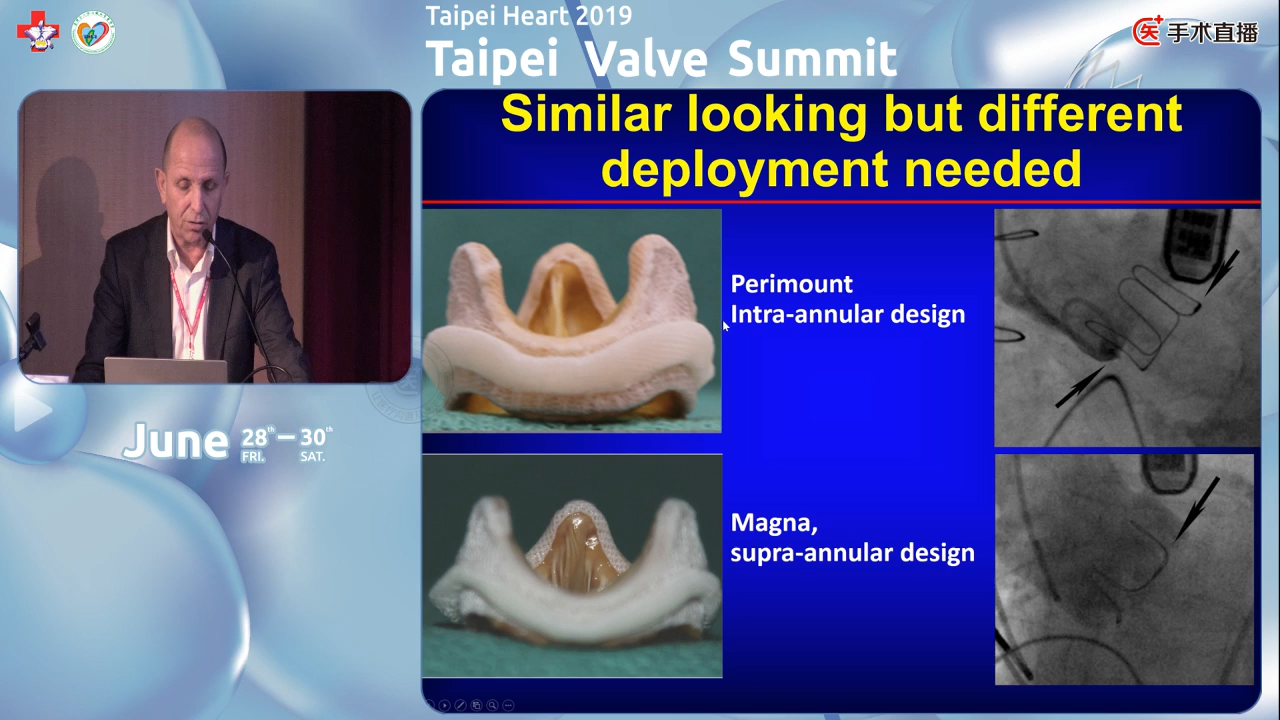 Taipei Heart 2019
Taipei Valve Summit
手术直播
Similar looking but different
deployment needed
Perimount
Intra-annular design
Magna,
supra-annular design
June 28th — 30th
FRI. SAT.